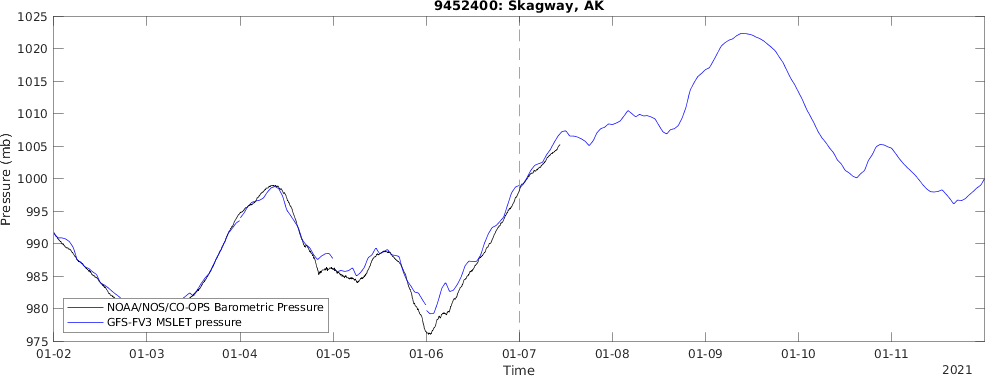 9452400: Skagway, AK
Pressure (mb)
1025
1020
1015
1010
1005
1000
995
990
985
980
975
NOAA/NOS/CO-OPS Barometric Pressure
GFS-FV3 MSLET pressure
01-02 01-03 01-04 01-05 01-06 01-07 01-08 01-09 01-10 01-11
Time
2021